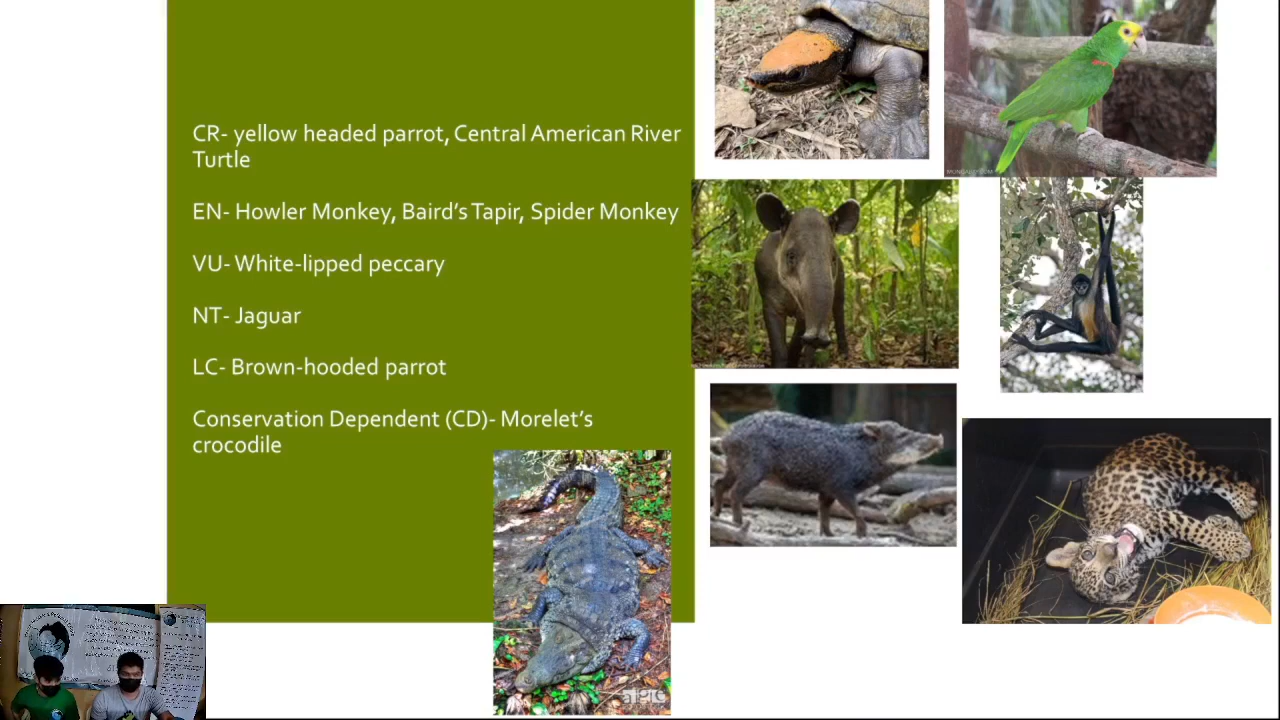 CR- yellow headed parrot, Central American River
Turtle
EN- Howler Monkey, Baird's Tapir, Spider Monkey
VU- White-lipped peccary
NT- Jaguar
LC- Brown-hooded parrot
Conservation Dependent (CD)- Morelet's
crocodile